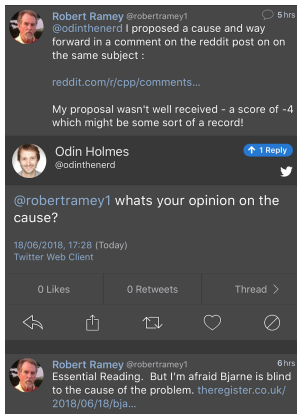 Robert Ramey @robertramey1 5 hrs
@odinthenerd I proposed a cause and way
forward in a comment on the reddit post on on
the same subject :
reddit.com/r/cpp/comments...
My proposal wasn't well received - a score of -4
which might be some sort of a record!
Odin Holmes 1 Reply
@odinthenerd
@robertramey1 whats your opinion on the
cause?
18/06/2018, 17:28 (Today)
Twitter Web Client
0 Likes 0 Retweets Thread
Robert Ramey @robertramey1 6 hrs
Essential Reading. But I'm afraid Bjarne is blind
to the cause of the problem. theregister.co.uk/
2018/06/18/bja...